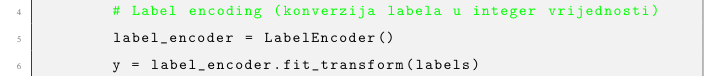 4 # Label encoding (konverzija labela u integer vrijednosti)
5 label_encoder = LabelEncoder()
6 y = label_encoder.fit_transform(labels)